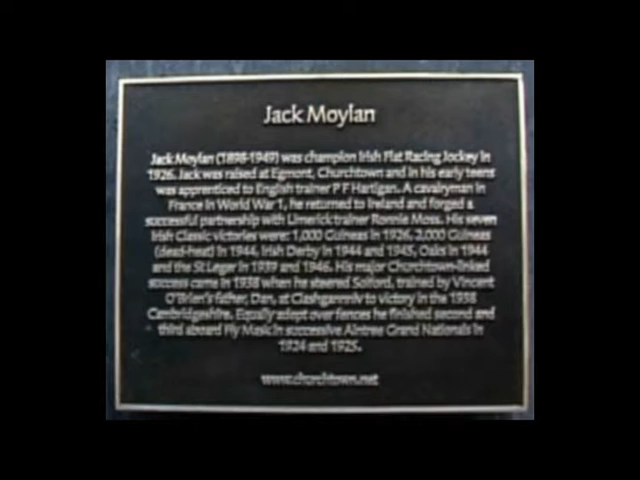 Jack Moylan
Jack Moylan (1898-1949) was champion Irish Flat Racing Jockey in
1926. Jack was raised at Egmont, Churchtown and in his early teens
was apprenticed to English trainer P F Hartigan. A cavalryman in
France in World War 1, he returned to Ireland and forged a
successful partnership with Limerick trainer Ronnie Moss. His seven
Irish Classic victories were: 1,000 Guineas in 1926, 2,000 Guineas
(dead-heat) in 1944, Irish Derby in 1944 and 1945, Oaks in 1944
and the St Leger in 1939 and 1946. His major Churchtown-linked
success came in 1938 when he steered Solford, trained by Vincent
O'Brien's father, Dan, at Clashganniv to victory in the 1938
Cambridgeshire. Equally adept over fences he finished second and
third aboard Fly Mask in successive Aintree Grand Nationals in
1924 and 1925.
www.churchtown.net